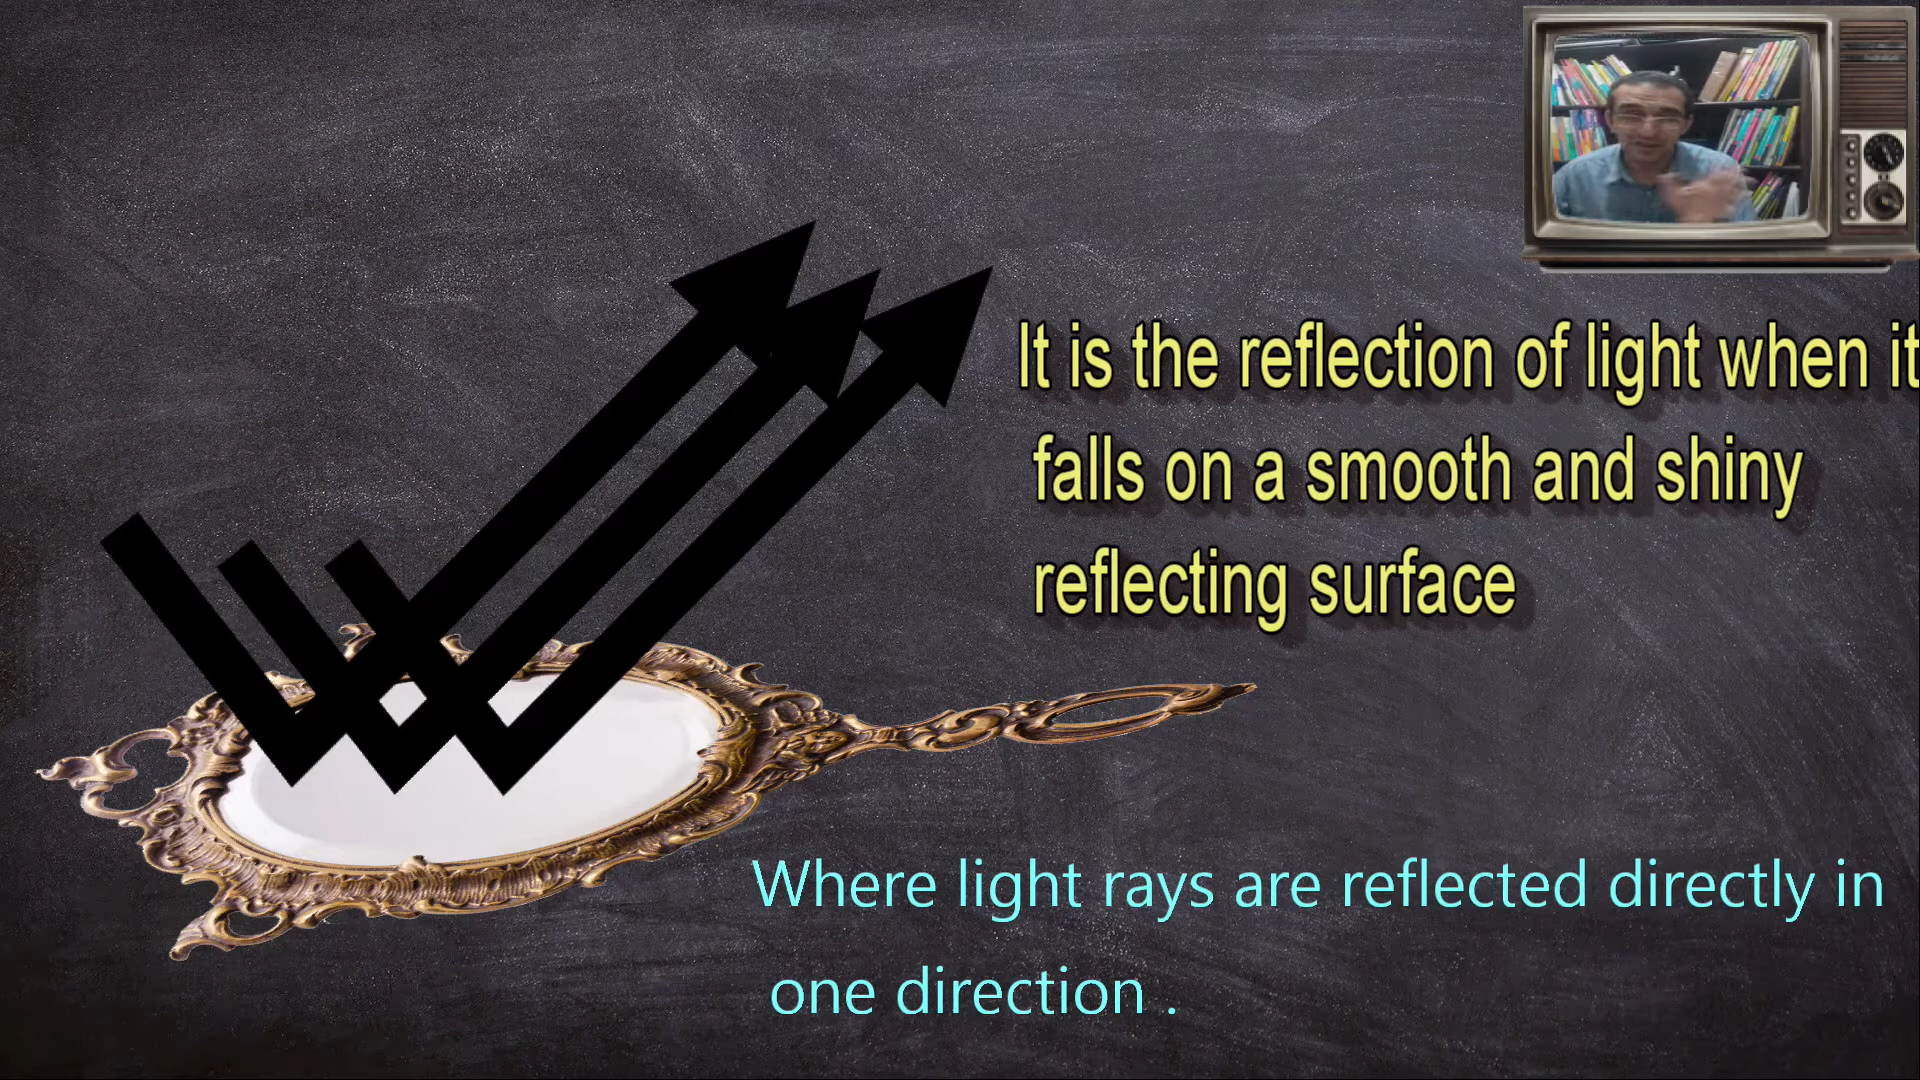 It is the reflection of light when it
falls on a smooth and shiny
reflecting surface
Where light rays are reflected directly in
one direction .